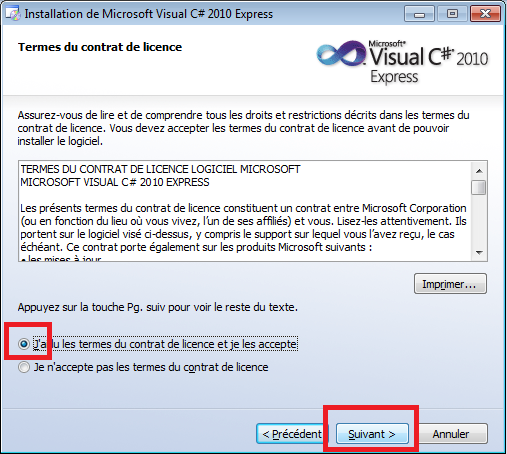 Installation de Microsoft Visual C# 2010 Express
Termes du contrat de licence
Microsoft®
Visual C# 2010
Express
Assurez-vous de lire et de comprendre tous les droits et restrictions décrits dans les termes du
contrat de licence. Vous devez accepter les termes du contrat de licence avant de pouvoir
installer le logiciel.
TERMES DU CONTRAT DE LICENCE LOGICIEL MICROSOFT
MICROSOFT VISUAL C# 2010 EXPRESS
Les présents termes du contrat de licence constituent un contrat entre Microsoft Corporation
(ou en fonction du lieu où vous vivez, l'un de ses affiliés) et vous. Lisez-les attentivement. Ils
portent sur le logiciel visé ci-dessus, y compris le support sur lequel vous l'avez reçu, le cas
échéant. Ce contrat porte également sur les produits Microsoft suivants :
• les mises à jour
Imprimer...
Appuyez sur la touche Pg. suiv pour voir le reste du texte.
J'ai lu les termes du contrat de licence et je les accepte
Je n'accepte pas les termes du contrat de licence
< Précédent
Suivant >
Annuler